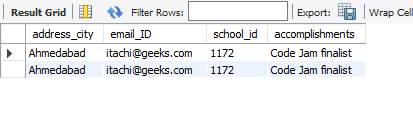 Result Grid Filter Rows: Export: Wrap Cel
address_city email_ID school_id accomplishments
Ahmedabad itachi@geeks.com 1172 Code Jam finalist
Ahmedabad itachi@geeks.com 1172 Code Jam finalist